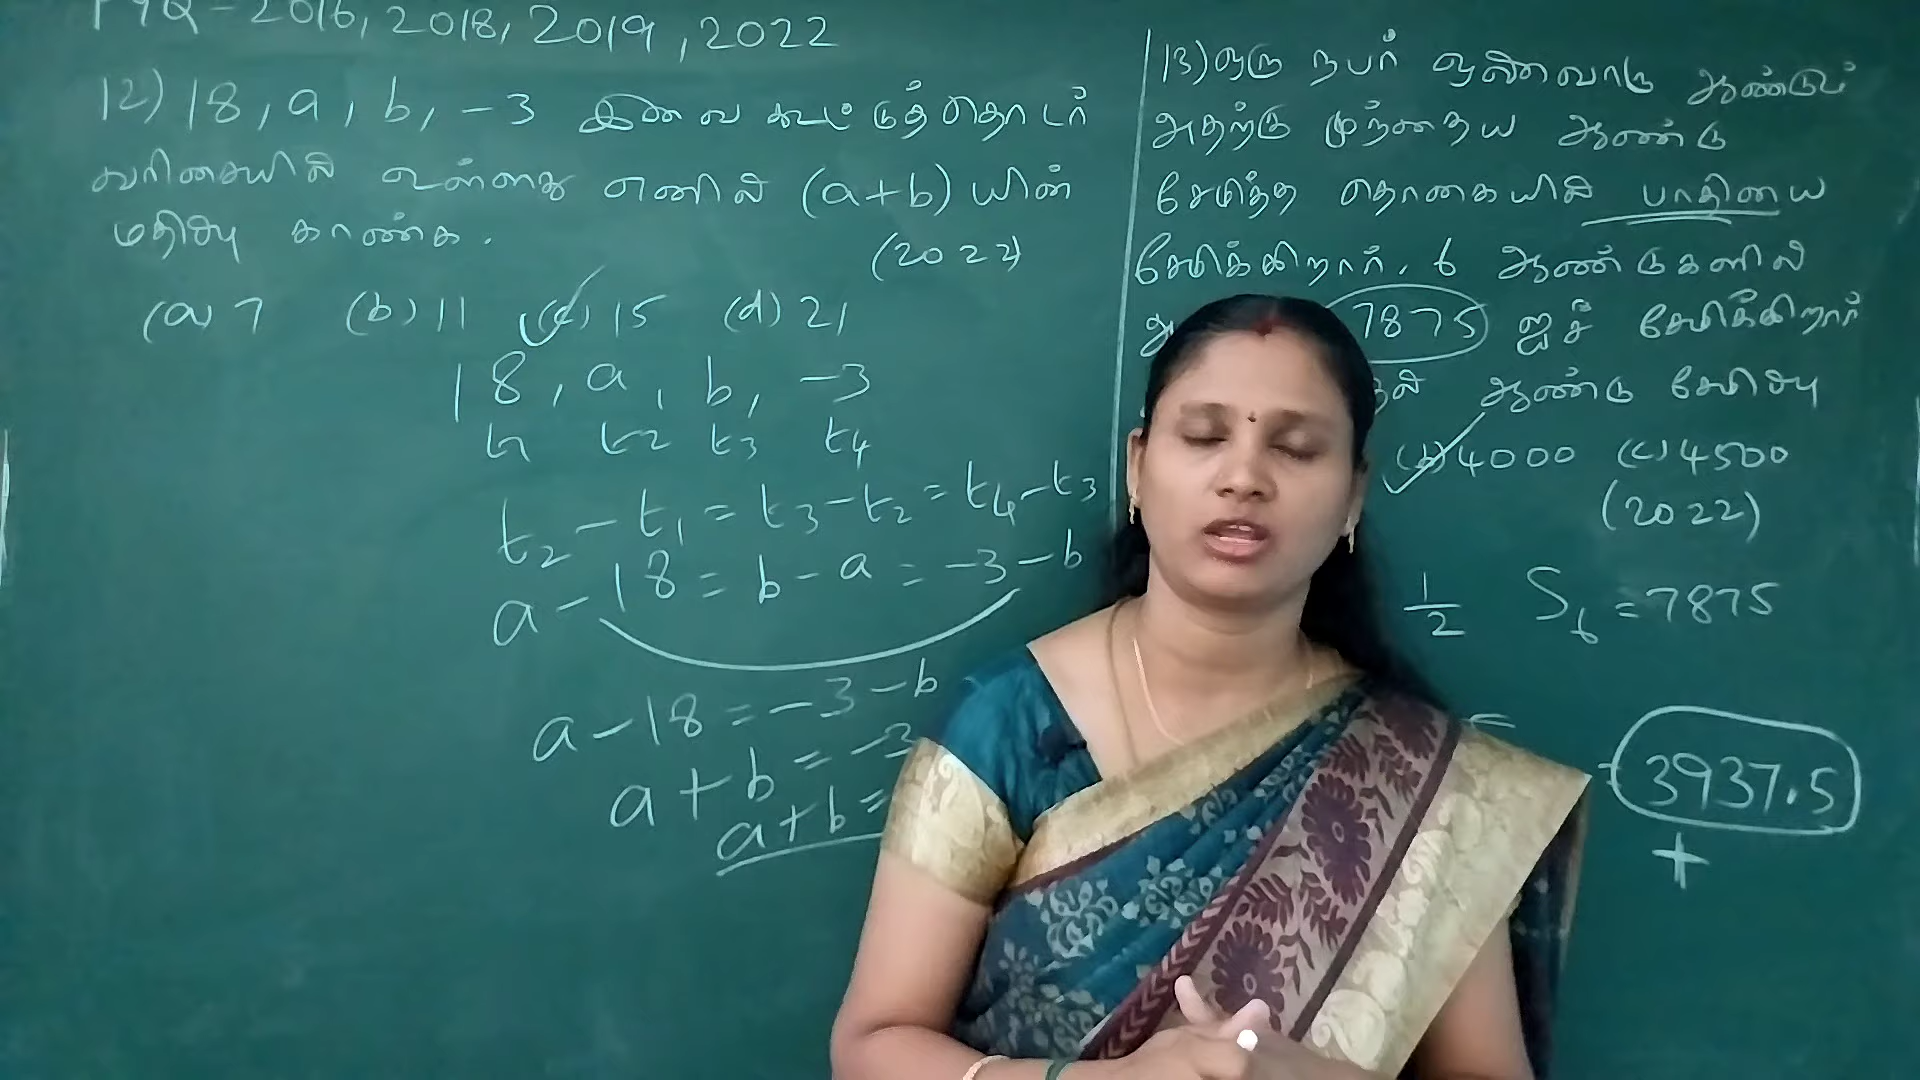 PYQ - 2016, 2018, 2019, 2022
12) 18, a, b, -3 இவை கூட்டுத்தொடர்
வரிசையில் உள்ளது எனில் (a+b) யின்
மதிப்பு காண்க.
(2022)
(a) 7 (b) 11 (c) 15 (d) 21
18, a, b, -3
t1 t2 t3 t4
t2 - t1 = t3 - t2 = t4 - t3
a - 18 = b - a = -3 - b
a - 18 = -3 - b
a + b = -3
a + b =
13) ஒரு நபர் ஒவ்வொரு ஆண்டும்
அதற்கு முந்தைய ஆண்டு
சேமித்த தொகையில் பாதியை
சேமிக்கிறார். 6 ஆண்டுகளில்
7875 ஐச் சேமிக்கிறார்
ஆண்டு சேமிப்பு
(b) 4000 (c) 4500
(2022)
1/2 S6 = 7875
=
3937.5
+